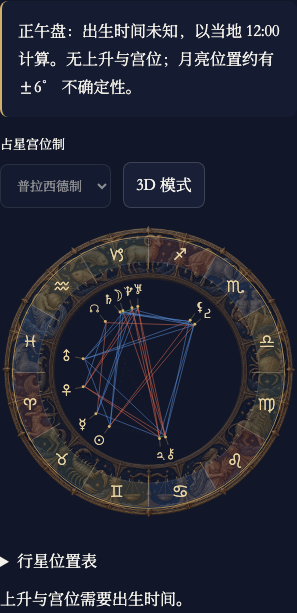 正午盘：出生时间未知，以当地 12:00
计算。无上升与宫位；月亮位置约有
±6° 不确定性。
占星宫位制
普拉西德制
3D 模式
♑ ♐
♒ ♏
♓ ♎
♈ ♍
♉ ♌
♊ ♋
▶ 行星位置表
上升与宫位需要出生时间。